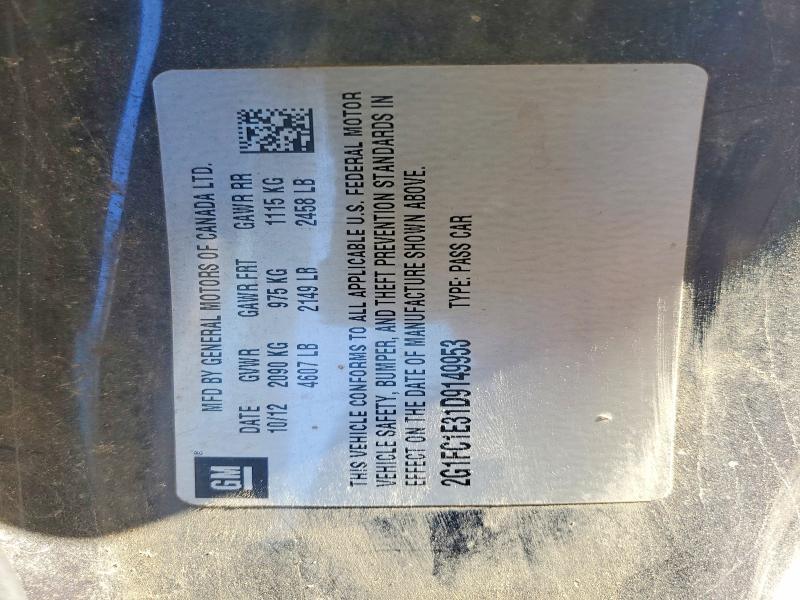 GM®
MFD BY GENERAL MOTORS OF CANADA LTD.
DATE GVWR GAWR FRT GAWR RR
10/12 2090 KG 975 KG 1115 KG
4607 LB 2149 LB 2458 LB
THIS VEHICLE CONFORMS TO ALL APPLICABLE U.S. FEDERAL MOTOR
VEHICLE SAFETY, BUMPER, AND THEFT PREVENTION STANDARDS IN
EFFECT ON THE DATE OF MANUFACTURE SHOWN ABOVE.
2G1FC1E31D9149953 TYPE: PASS CAR